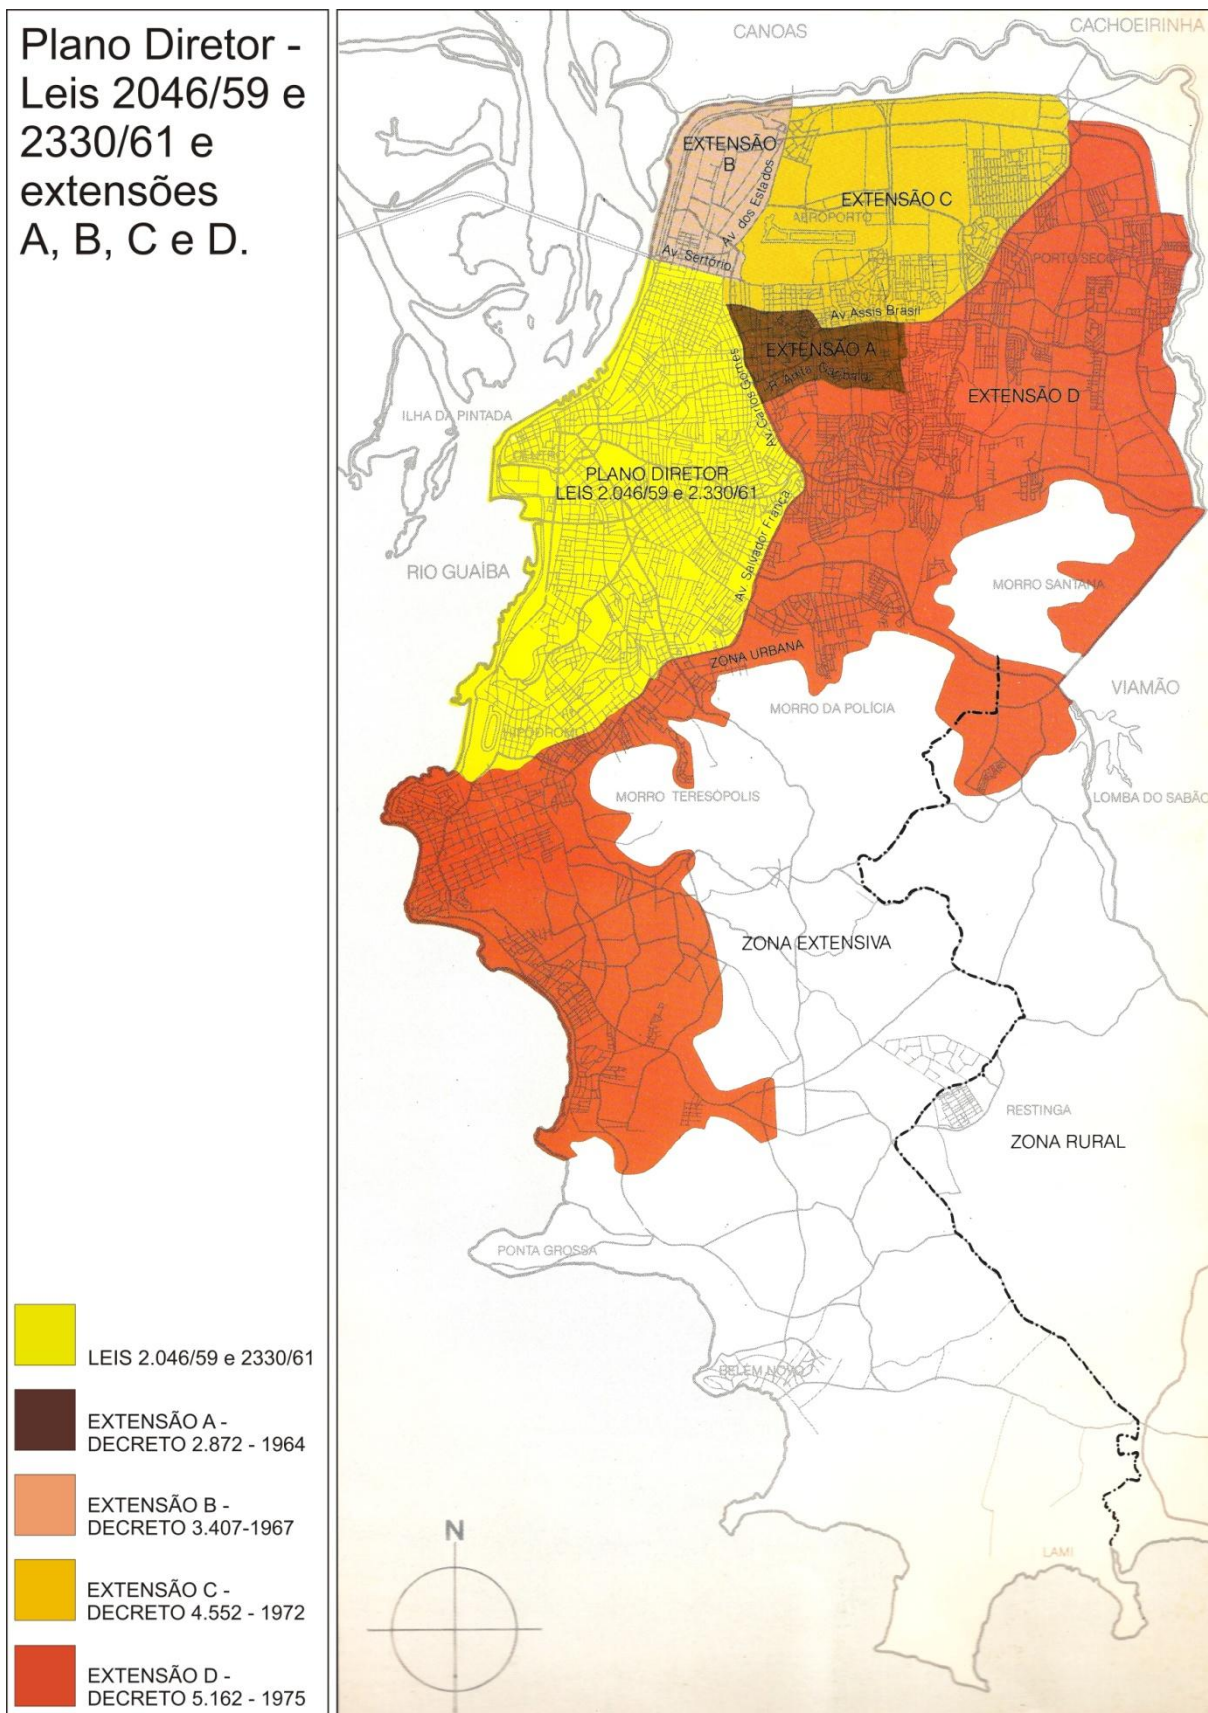 Plano Diretor -
Leis 2046/59 e
2330/61 e
extensões
A, B, C e D.
LEIS 2.046/59 e 2330/61
EXTENSÃO A -
DECRETO 2.872 - 1964
EXTENSÃO B -
DECRETO 3.407-1967
EXTENSÃO C -
DECRETO 4.552 - 1972
EXTENSÃO D -
DECRETO 5.162 - 1975
CANOAS
CACHOEIRINHA
EXTENSÃO
B
Av. dos Estados
EXTENSÃO C
AEROPORTO
Av. Sertório
PORTO SECO
Av Assis Brasil
EXTENSÃO A
Av. Carlos Gomes
EXTENSÃO D
ILHA DA PINTADA
CENTRO
PLANO DIRETOR
LEIS 2.046/59 e 2.330/61
Av. Salvador França
RIO GUAÍBA
MORRO SANTANA
ZONA URBANA
VIAMÃO
MORRO DA POLÍCIA
HIPÓDROMO
MORRO TERESÓPOLIS
LOMBA DO SABÃO
ZONA EXTENSIVA
RESTINGA
ZONA RURAL
PONTA GROSSA
BELÉM NOVO
N
LAMI